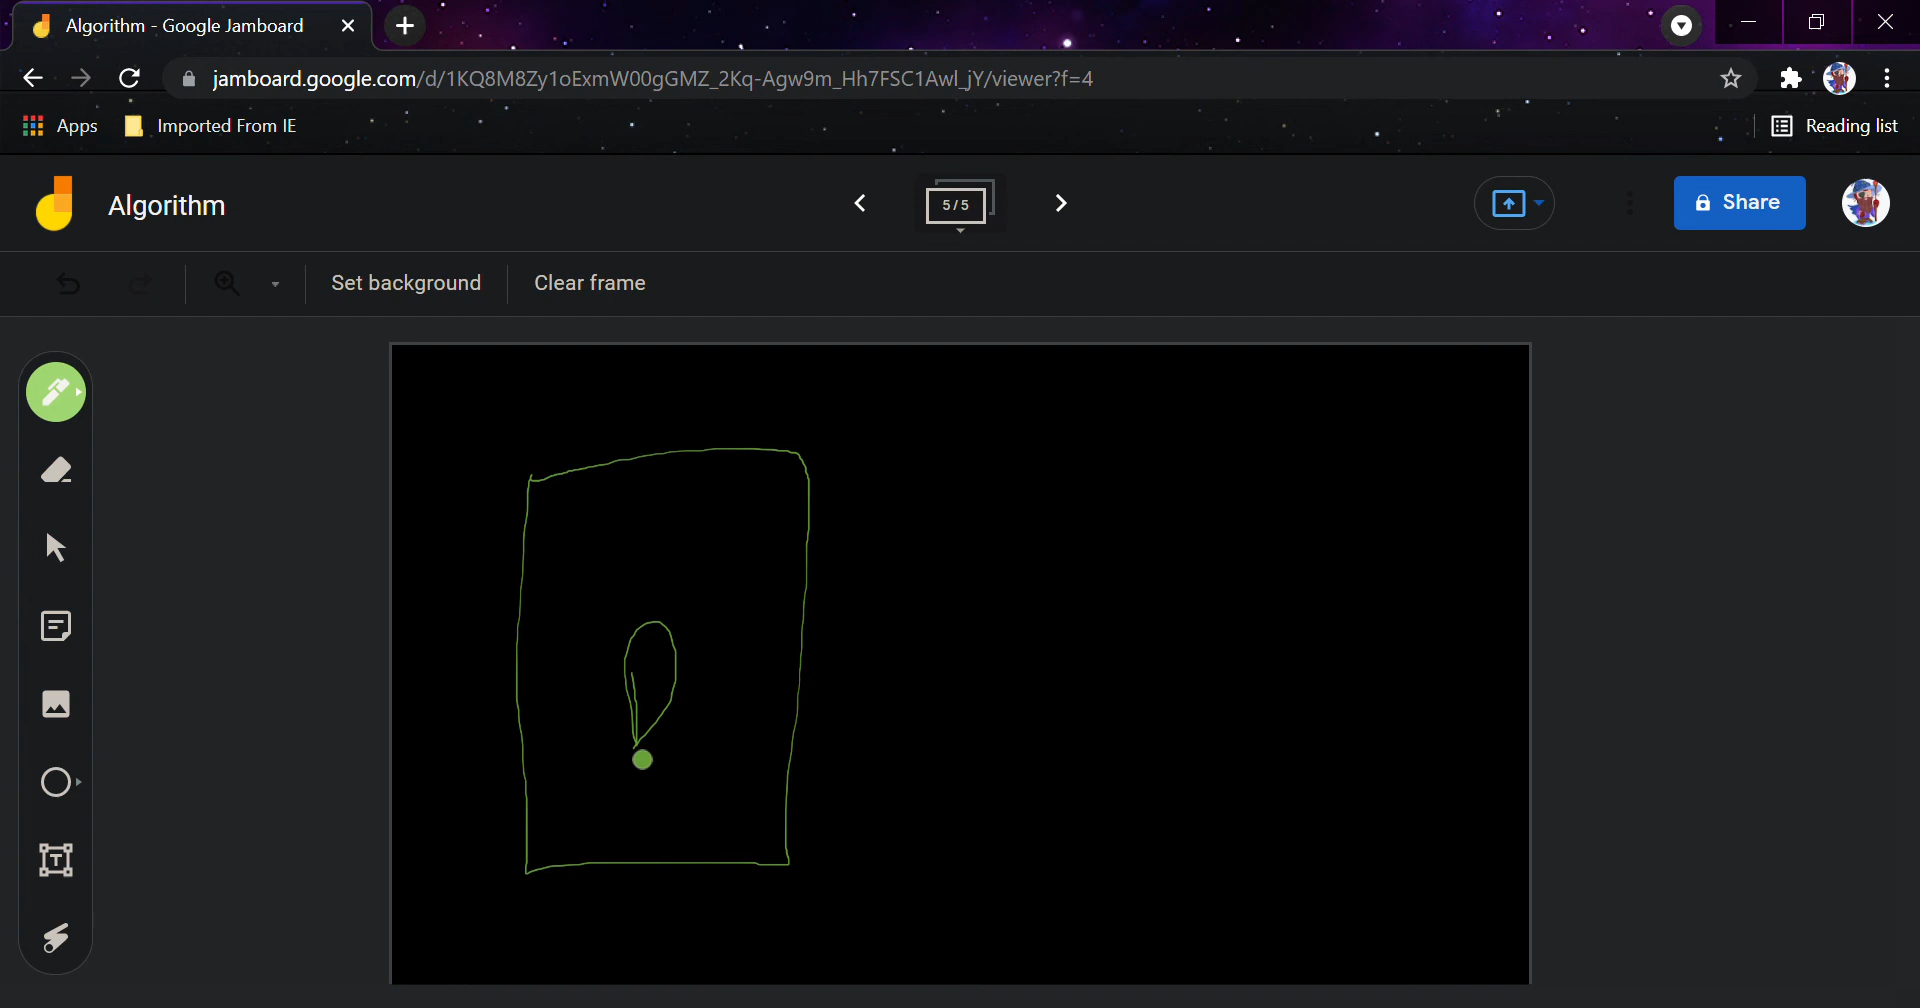 Algorithm - Google Jamboard
jamboard.google.com/d/1KQ8M8Zy1oExmW00gGMZ_2Kq-Agw9m_Hh7FSC1Awl_jY/viewer?f=4
Apps Imported From IE Reading list
Algorithm 5/5 Share
Set background Clear frame
T